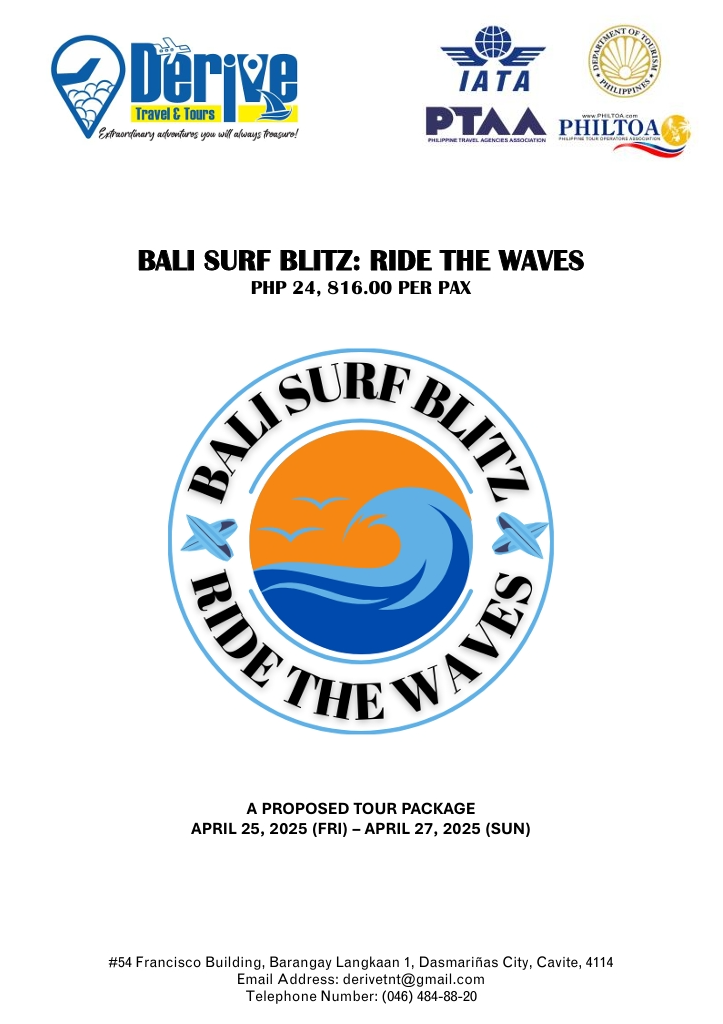 Derive
Travel & Tours
Extraordinary adventures you will always treasure!
IATA
DEPARTMENT OF TOURISM
PHILIPPINES
PTAA
PHILIPPINE TRAVEL AGENCIES ASSOCIATION
www.PHILTOA.com
PHILTOA
PHILIPPINE TOUR OPERATORS ASSOCIATION
BALI SURF BLITZ: RIDE THE WAVES
PHP 24, 816.00 PER PAX
BALI SURF BLITZ
RIDE THE WAVES
A PROPOSED TOUR PACKAGE
APRIL 25, 2025 (FRI) – APRIL 27, 2025 (SUN)
#54 Francisco Building, Barangay Langkaan 1, Dasmariñas City, Cavite, 4114
Email Address: derivetnt@gmail.com
Telephone Number: (046) 484-88-20